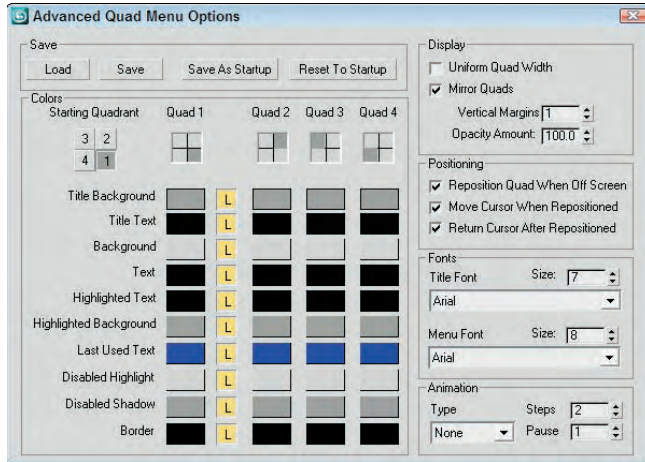 Advanced Quad Menu Options
Save
Load Save Save As Startup Reset To Startup
Colors
Starting Quadrant Quad 1 Quad 2 Quad 3 Quad 4
3 2
4 1
Title Background L
Title Text L
Background L
Text L
Highlighted Text L
Highlighted Background L
Last Used Text L
Disabled Highlight L
Disabled Shadow L
Border L
Display
Uniform Quad Width
Mirror Quads
Vertical Margins 1
Opacity Amount: 100.0
Positioning
Reposition Quad When Off Screen
Move Cursor When Repositioned
Return Cursor After Repositioned
Fonts
Title Font Size: 7
Arial
Menu Font Size: 8
Arial
Animation
Type Steps 2
None Pause 1